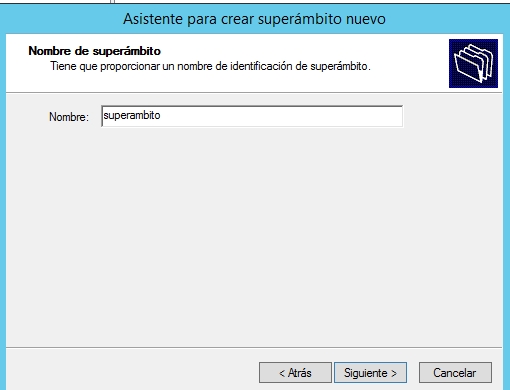 Asistente para crear superámbito nuevo
Nombre de superámbito
Tiene que proporcionar un nombre de identificación de superámbito.
Nombre: superambito
< Atrás Siguiente > Cancelar